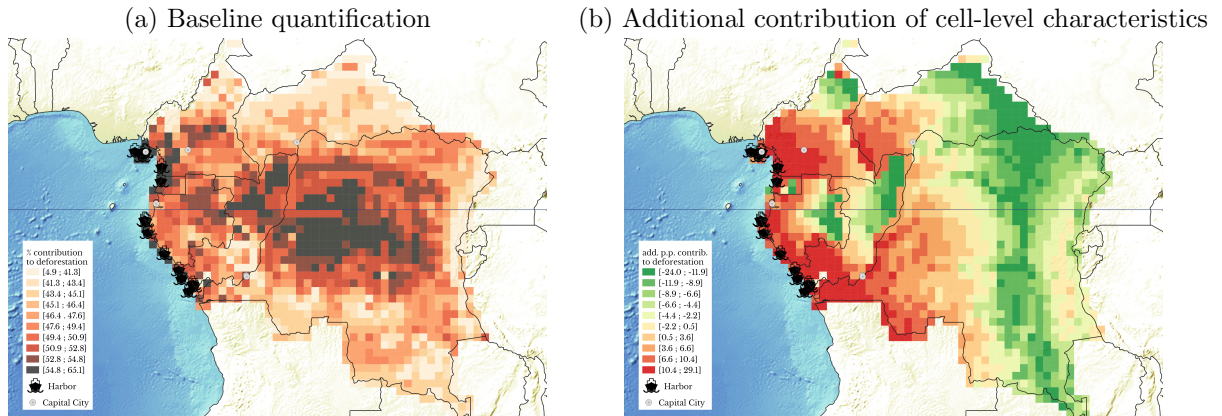 (a) Baseline quantification
(b) Additional contribution of cell-level characteristics
% contribution
to deforestation
[4.9 ; 41.3]
[41.3 ; 43.4]
[43.4 ; 45.1]
[45.1 ; 46.4]
[46.4 - 47.6]
[47.6 ; 49.4]
[49.4 ; 50.9]
[50.9 ; 52.8]
[52.8 ; 54.8]
[54.8 ; 65.1]
Harbor
Capital City
add. p.p. contrib.
to deforestation
[-24.0 ; -11.9]
[-11.9 ; -8.9]
[-8.9 ; -6.6]
[-6.6 ; -4.4]
[-4.4 ; -2.2]
[-2.2 ; 0.5]
[0.5 ; 3.6]
[3.6 ; 6.6]
[6.6 ; 10.4]
[10.4 ; 29.1]
Harbor
Capital City